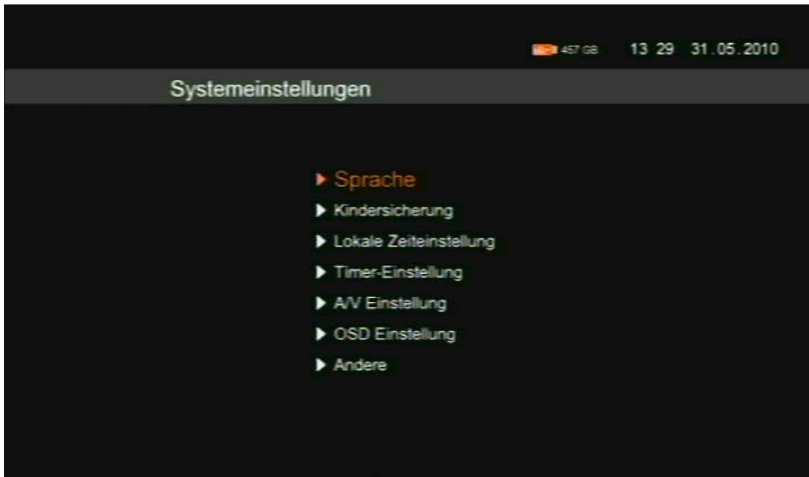 457 GB 13 29 31.05.2010
Systemeinstellungen
Sprache
Kindersicherung
Lokale Zeiteinstellung
Timer-Einstellung
A/V Einstellung
OSD Einstellung
Andere